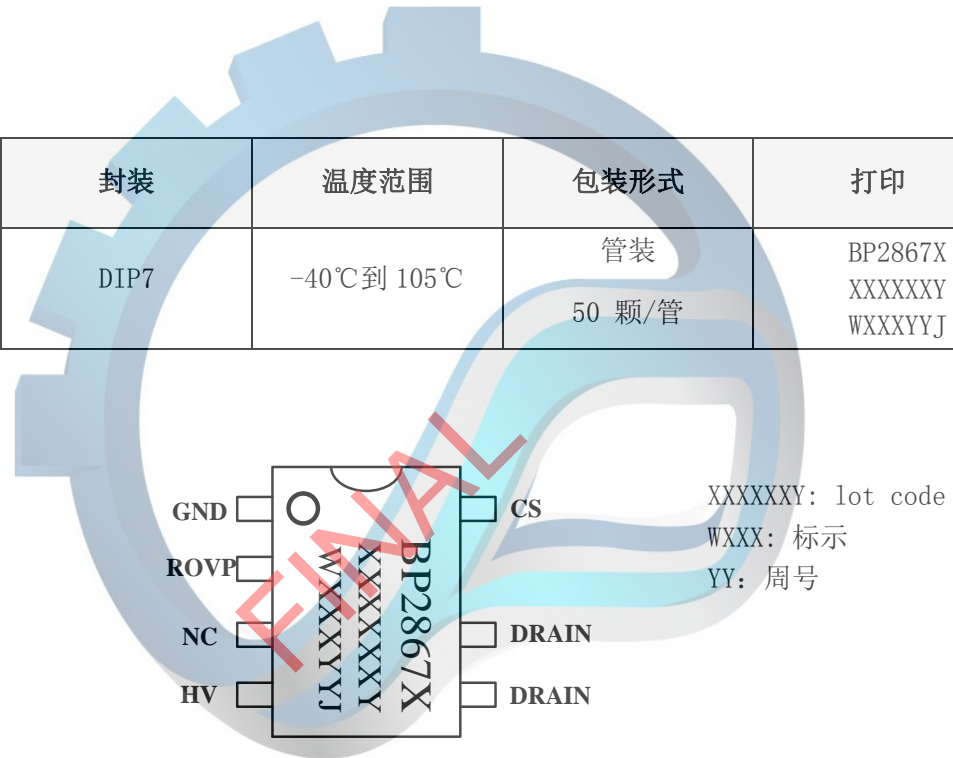 封装 温度范围 包装形式 打印
DIP7 -40℃到 105℃ 管装 BP2867X
50 颗/管 XXXXXXY
WXXXYYJ
XXXXXXY: lot code
WXXX: 标示
YY: 周号
GND CS
ROVP
NC DRAIN
HV DRAIN
BP2867X
XXXXXXY
WXXXYYJ
FINAL